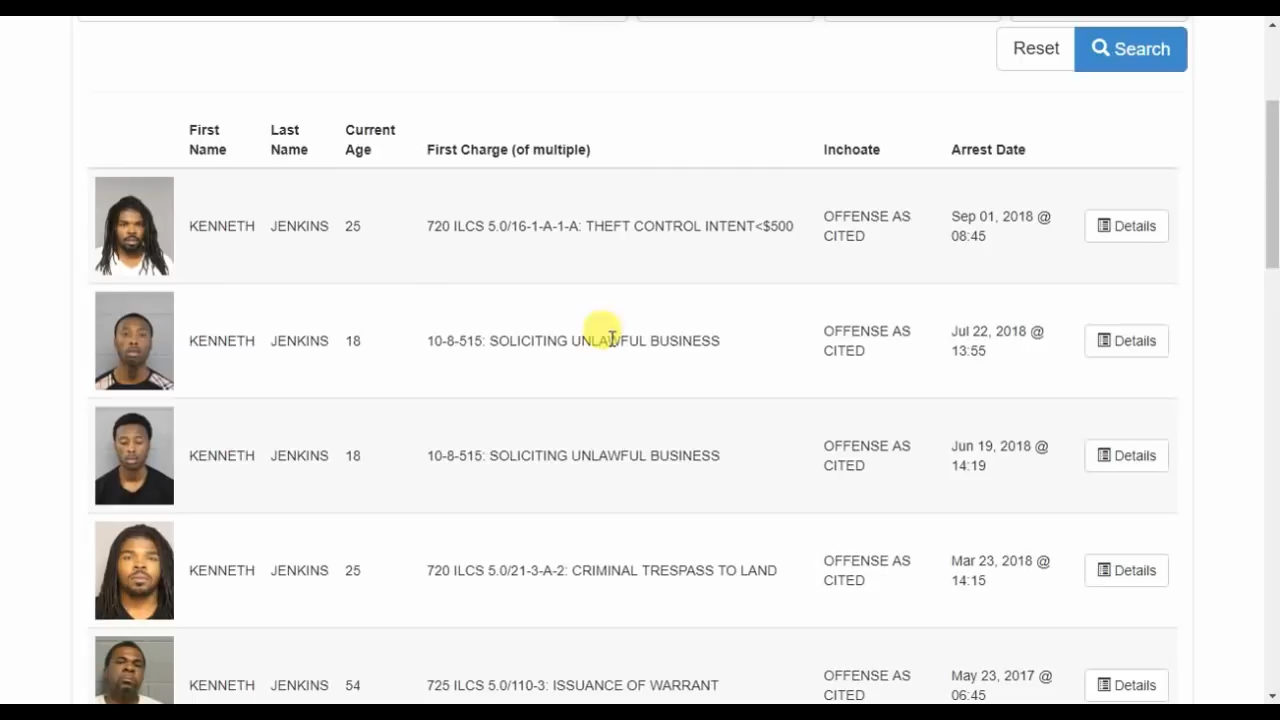 Reset Search
First Name Last Name Current Age First Charge (of multiple) Inchoate Arrest Date
KENNETH JENKINS 25 720 ILCS 5.0/16-1-A-1-A: THEFT CONTROL INTENT<$500 OFFENSE AS CITED Sep 01, 2018 @ 08:45 Details
KENNETH JENKINS 18 10-8-515: SOLICITING UNLAWFUL BUSINESS OFFENSE AS CITED Jul 22, 2018 @ 13:55 Details
KENNETH JENKINS 18 10-8-515: SOLICITING UNLAWFUL BUSINESS OFFENSE AS CITED Jun 19, 2018 @ 14:19 Details
KENNETH JENKINS 25 720 ILCS 5.0/21-3-A-2: CRIMINAL TRESPASS TO LAND OFFENSE AS CITED Mar 23, 2018 @ 14:15 Details
KENNETH JENKINS 54 725 ILCS 5.0/110-3: ISSUANCE OF WARRANT OFFENSE AS CITED May 23, 2017 @ 06:45 Details